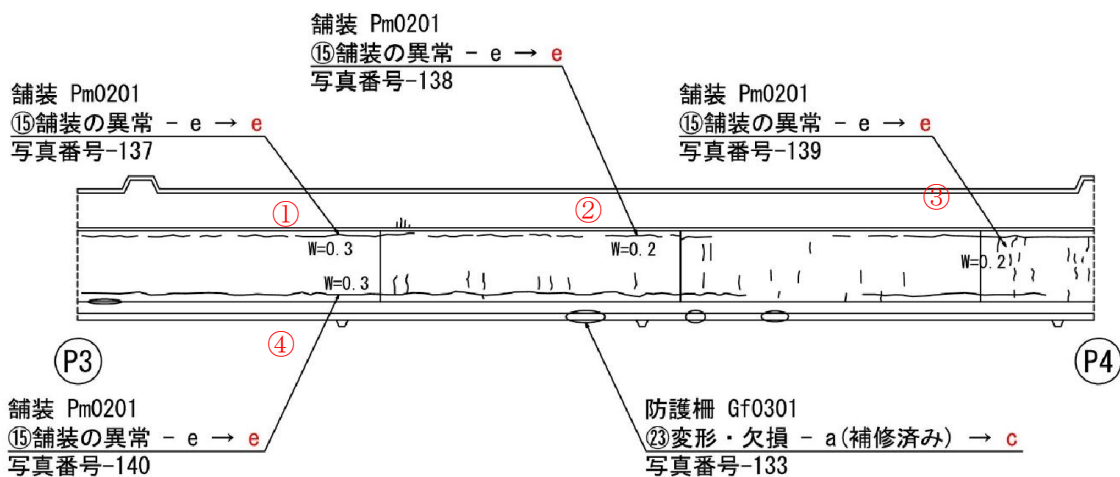 舗装 Pm0201
⑮舗装の異常 - e → e
写真番号-138
舗装 Pm0201
⑮舗装の異常 - e → e
写真番号-137
舗装 Pm0201
⑮舗装の異常 - e → e
写真番号-139
①
②
③
W=0.3
W=0.2
W=0.2
W=0.3
④
P3
P4
舗装 Pm0201
⑮舗装の異常 - e → e
写真番号-140
防護柵 Gf0301
㉓変形・欠損 - a(補修済み) → c
写真番号-133